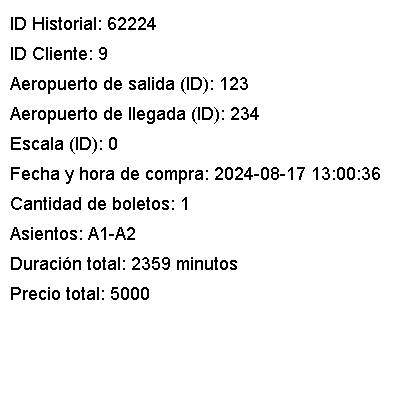 ID Historial: 62224
ID Cliente: 9
Aeropuerto de salida (ID): 123
Aeropuerto de llegada (ID): 234
Escala (ID): 0
Fecha y hora de compra: 2024-08-17 13:00:36
Cantidad de boletos: 1
Asientos: A1-A2
Duración total: 2359 minutos
Precio total: 5000